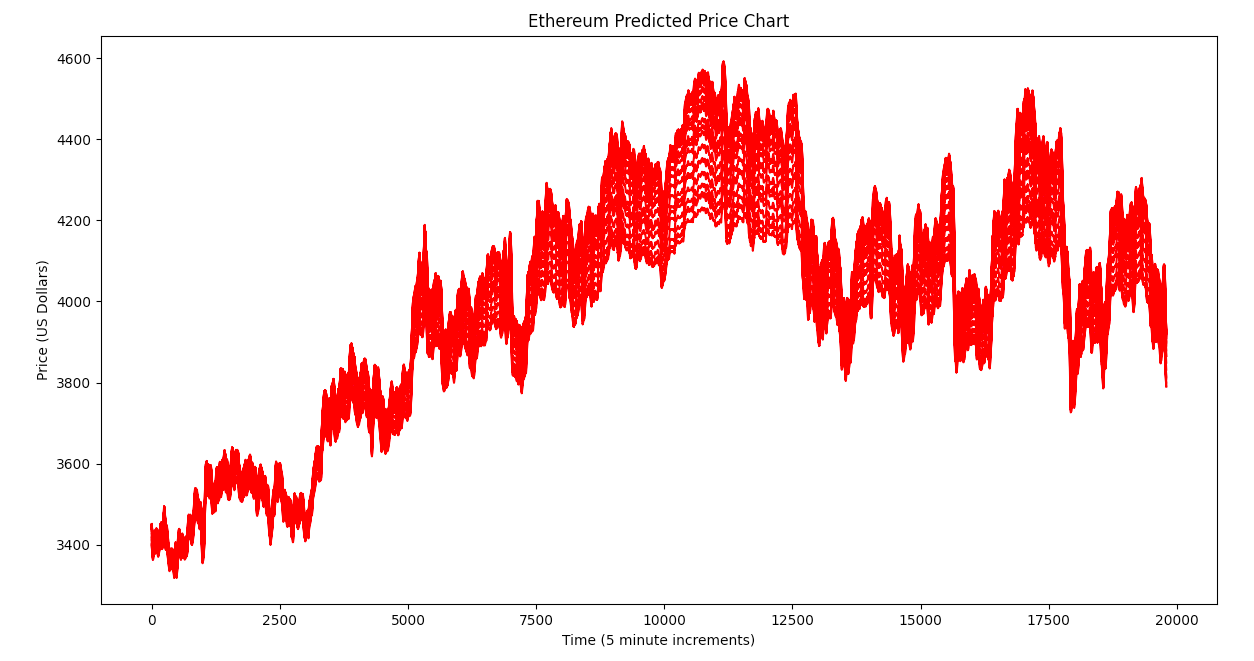 Ethereum Predicted Price Chart
Price (US Dollars)
4600
4400
4200
4000
3800
3600
3400
0 2500 5000 7500 10000 12500 15000 17500 20000
Time (5 minute increments)